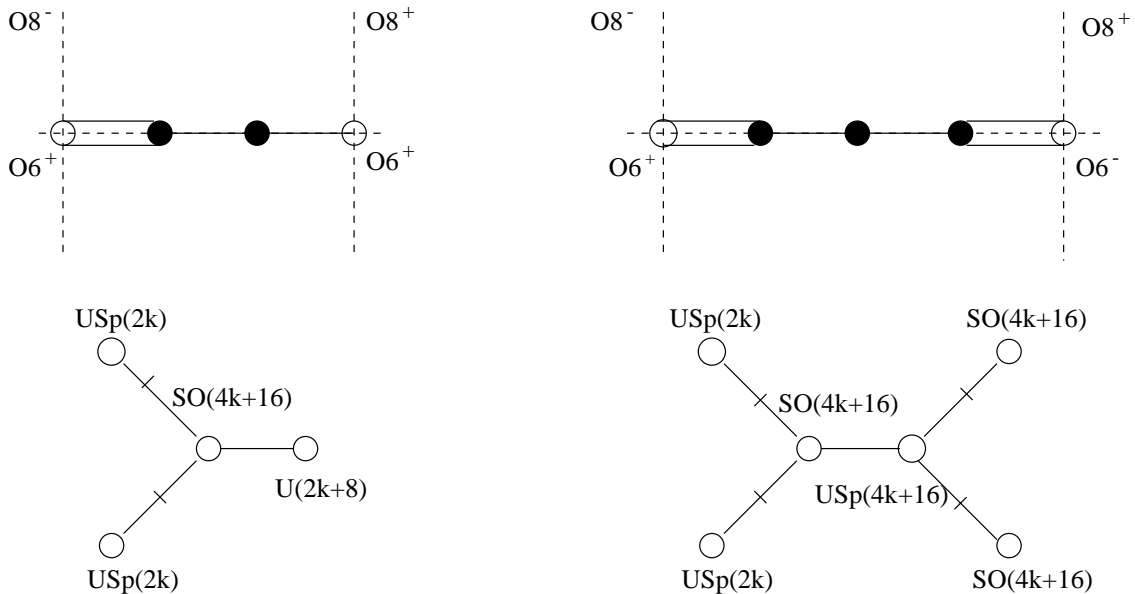 O8⁻
O8⁺
O8⁻
O8⁺
O6⁺
O6⁺
O6⁺
O6⁻
USp(2k)
SO(4k+16)
U(2k+8)
USp(2k)
USp(2k)
SO(4k+16)
SO(4k+16)
USp(4k+16)
USp(2k)
SO(4k+16)